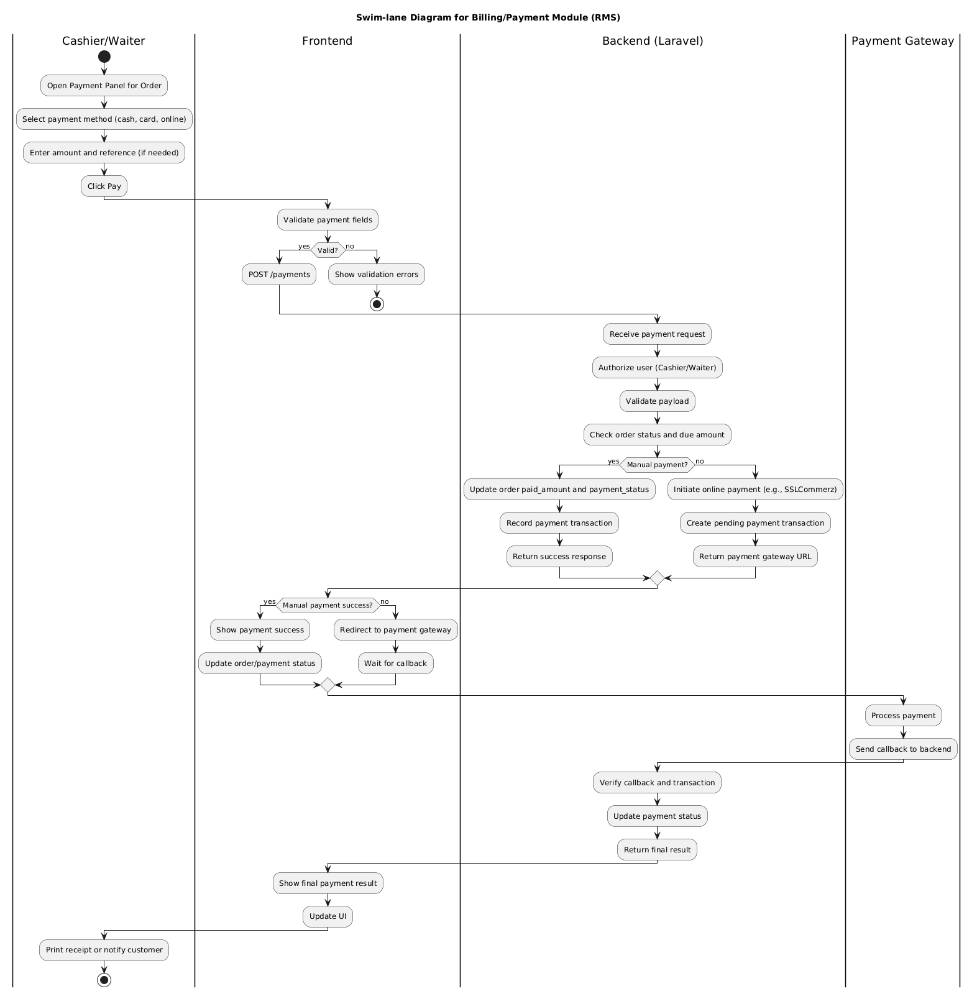 Swim-lane Diagram for Billing/Payment Module (RMS)
Cashier/Waiter
Frontend
Backend (Laravel)
Payment Gateway
Open Payment Panel for Order
Select payment method (cash, card, online)
Enter amount and reference (if needed)
Click Pay
Validate payment fields
yes
Valid?
no
POST /payments
Show validation errors
Receive payment request
Authorize user (Cashier/Waiter)
Validate payload
Check order status and due amount
yes
Manual payment?
no
Update order paid_amount and payment_status
Initiate online payment (e.g., SSLCommerz)
Record payment transaction
Create pending payment transaction
Return success response
Return payment gateway URL
yes
Manual payment success?
no
Show payment success
Redirect to payment gateway
Update order/payment status
Wait for callback
Process payment
Send callback to backend
Verify callback and transaction
Update payment status
Return final result
Show final payment result
Update UI
Print receipt or notify customer